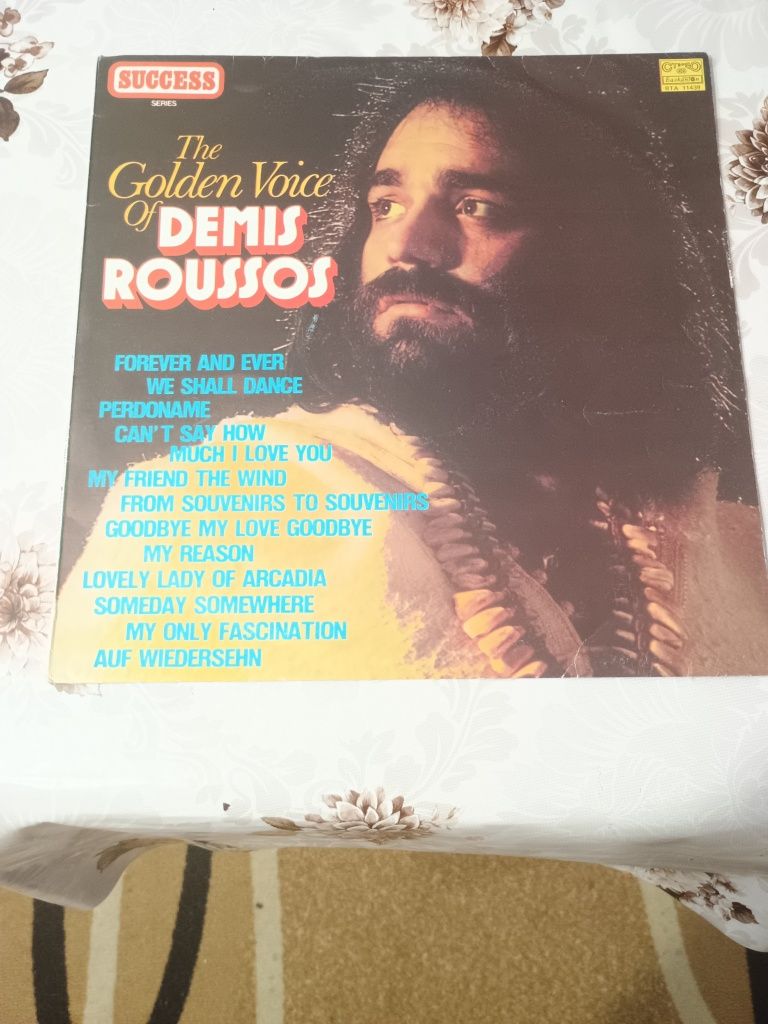 SUCCESS
SERIES
STEREO
Балкантон
BTA 11439
The
Golden Voice
Of DEMIS
ROUSSOS
FOREVER AND EVER
WE SHALL DANCE
PERDONAME
CAN'T SAY HOW
MUCH I LOVE YOU
MY FRIEND THE WIND
FROM SOUVENIRS TO SOUVENIRS
GOODBYE MY LOVE GOODBYE
MY REASON
LOVELY LADY OF ARCADIA
SOMEDAY SOMEWHERE
MY ONLY FASCINATION
AUF WIEDERSEHN